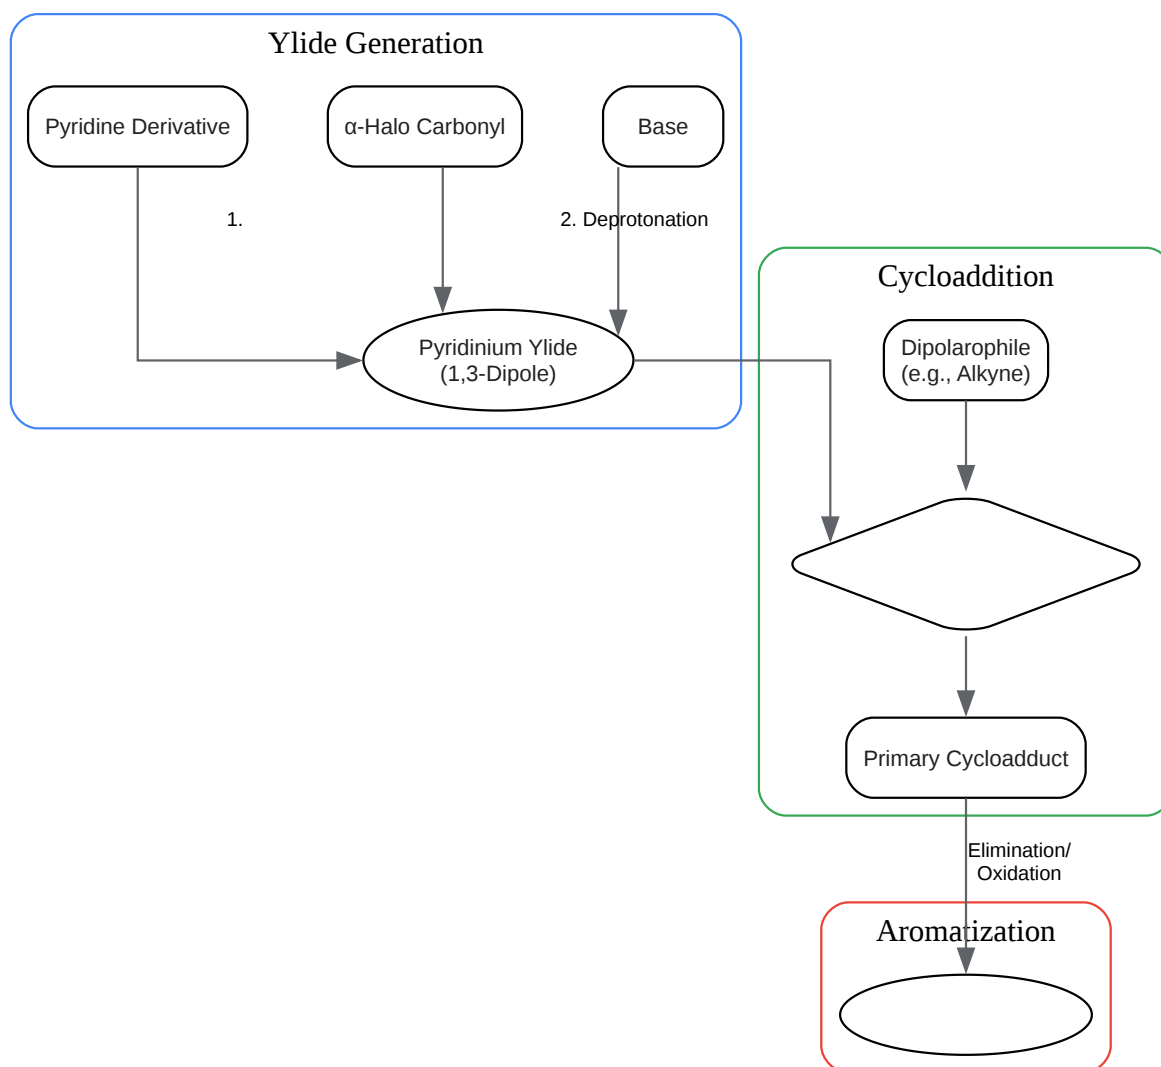 Ylide Generation
Pyridine Derivative
α-Halo Carbonyl
Base
1.
2. Deprotonation
Pyridinium Ylide
(1,3-Dipole)
Cycloaddition
Dipolarophile
(e.g., Alkyne)
Primary Cycloadduct
Elimination/
Oxidation
Aromatization